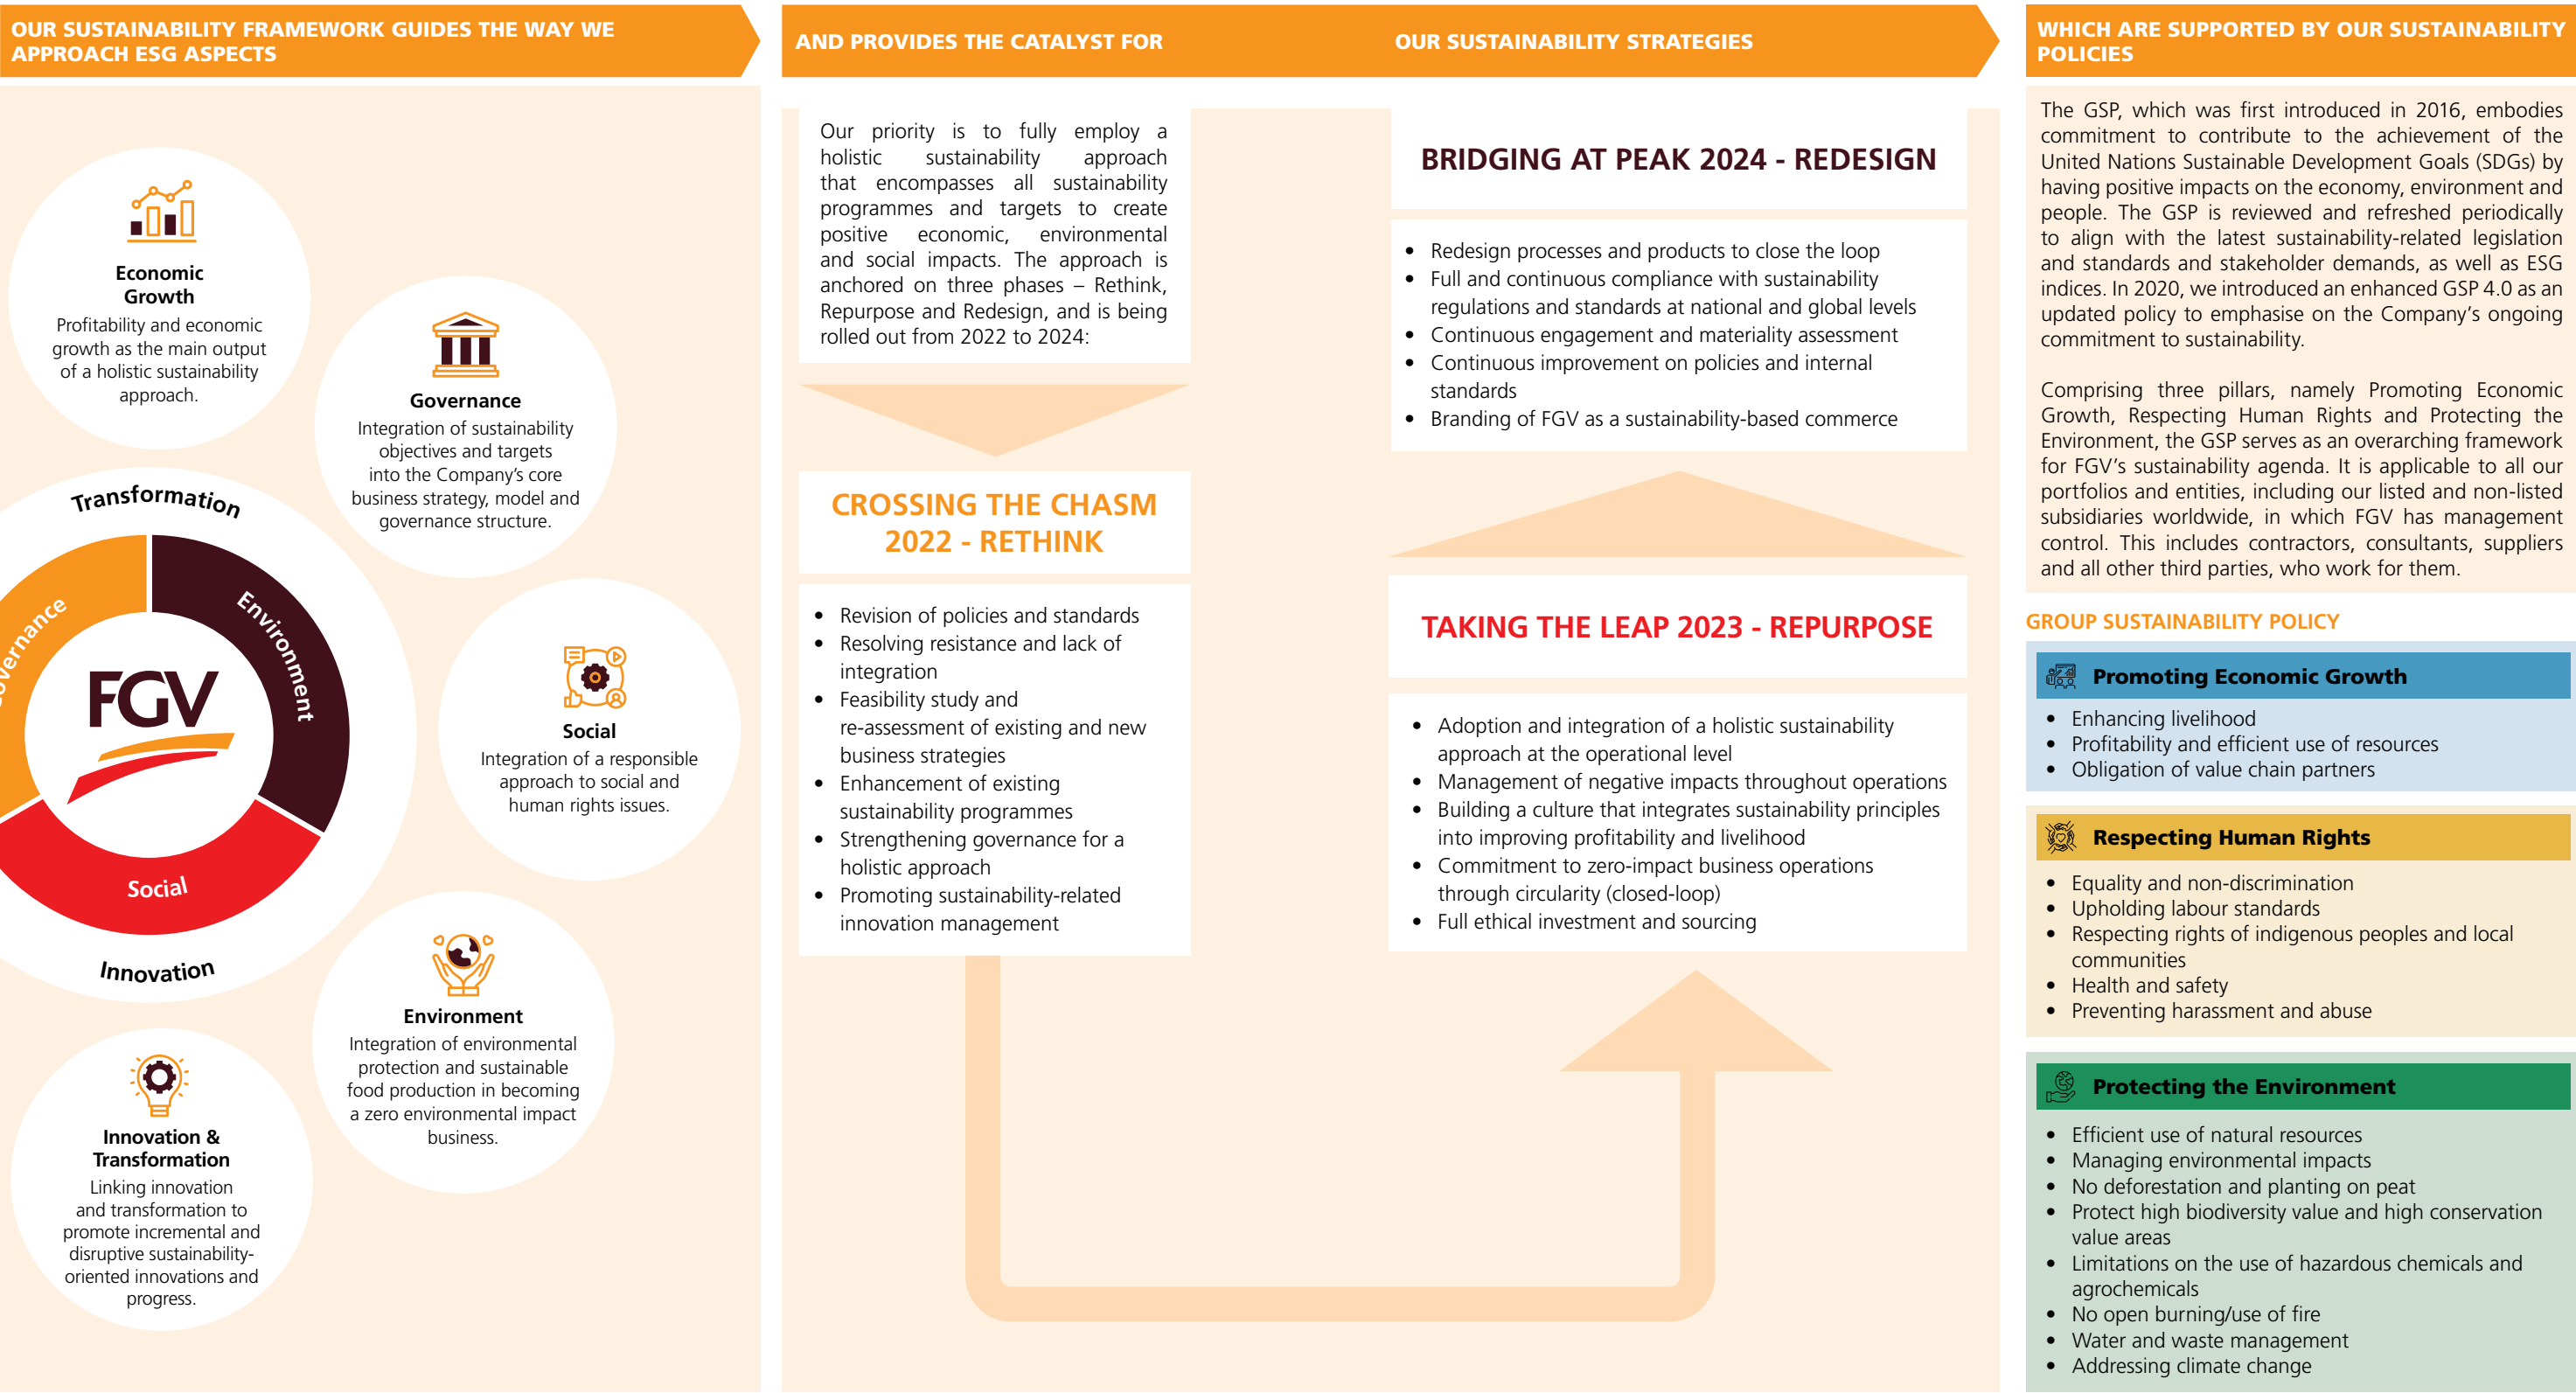 OUR SUSTAINABILITY FRAMEWORK GUIDES THE WAY WE
APPROACH ESG ASPECTS
Economic
Growth
Profitability and economic
growth as the main output
of a holistic sustainability
approach.
Governance
Integration of sustainability
objectives and targets
into the Company's core
business strategy, model and
governance structure.
Transformation
Environment
FGV
Social
Innovation
Social
Integration of a responsible
approach to social and
human rights issues.
Environment
Integration of environmental
protection and sustainable
food production in becoming
a zero environmental impact
business.
Innovation &
Transformation
Linking innovation
and transformation to
promote incremental and
disruptive sustainability-
oriented innovations and
progress.
AND PROVIDES THE CATALYST FOR
OUR SUSTAINABILITY STRATEGIES
Our priority is to fully employ a
holistic sustainability approach
that encompasses all sustainability
programmes and targets to create
positive economic, environmental
and social impacts. The approach is
anchored on three phases – Rethink,
Repurpose and Redesign, and is being
rolled out from 2022 to 2024:
CROSSING THE CHASM
2022 - RETHINK
• Revision of policies and standards
• Resolving resistance and lack of
integration
• Feasibility study and
re-assessment of existing and new
business strategies
• Enhancement of existing
sustainability programmes
• Strengthening governance for a
holistic approach
• Promoting sustainability-related
innovation management
BRIDGING AT PEAK 2024 - REDESIGN
• Redesign processes and products to close the loop
• Full and continuous compliance with sustainability
regulations and standards at national and global levels
• Continuous engagement and materiality assessment
• Continuous improvement on policies and internal
standards
• Branding of FGV as a sustainability-based commerce
TAKING THE LEAP 2023 - REPURPOSE
• Adoption and integration of a holistic sustainability
approach at the operational level
• Management of negative impacts throughout operations
• Building a culture that integrates sustainability principles
into improving profitability and livelihood
• Commitment to zero-impact business operations
through circularity (closed-loop)
• Full ethical investment and sourcing
WHICH ARE SUPPORTED BY OUR SUSTAINABILITY
POLICIES
The GSP, which was first introduced in 2016, embodies
commitment to contribute to the achievement of the
United Nations Sustainable Development Goals (SDGs) by
having positive impacts on the economy, environment and
people. The GSP is reviewed and refreshed periodically
to align with the latest sustainability-related legislation
and standards and stakeholder demands, as well as ESG
indices. In 2020, we introduced an enhanced GSP 4.0 as an
updated policy to emphasise on the Company's ongoing
commitment to sustainability.
Comprising three pillars, namely Promoting Economic
Growth, Respecting Human Rights and Protecting the
Environment, the GSP serves as an overarching framework
for FGV's sustainability agenda. It is applicable to all our
portfolios and entities, including our listed and non-listed
subsidiaries worldwide, in which FGV has management
control. This includes contractors, consultants, suppliers
and all other third parties, who work for them.
GROUP SUSTAINABILITY POLICY
Promoting Economic Growth
• Enhancing livelihood
• Profitability and efficient use of resources
• Obligation of value chain partners
Respecting Human Rights
• Equality and non-discrimination
• Upholding labour standards
• Respecting rights of indigenous peoples and local
communities
• Health and safety
• Preventing harassment and abuse
Protecting the Environment
• Efficient use of natural resources
• Managing environmental impacts
• No deforestation and planting on peat
• Protect high biodiversity value and high conservation
value areas
• Limitations on the use of hazardous chemicals and
agrochemicals
• No open burning/use of fire
• Water and waste management
• Addressing climate change